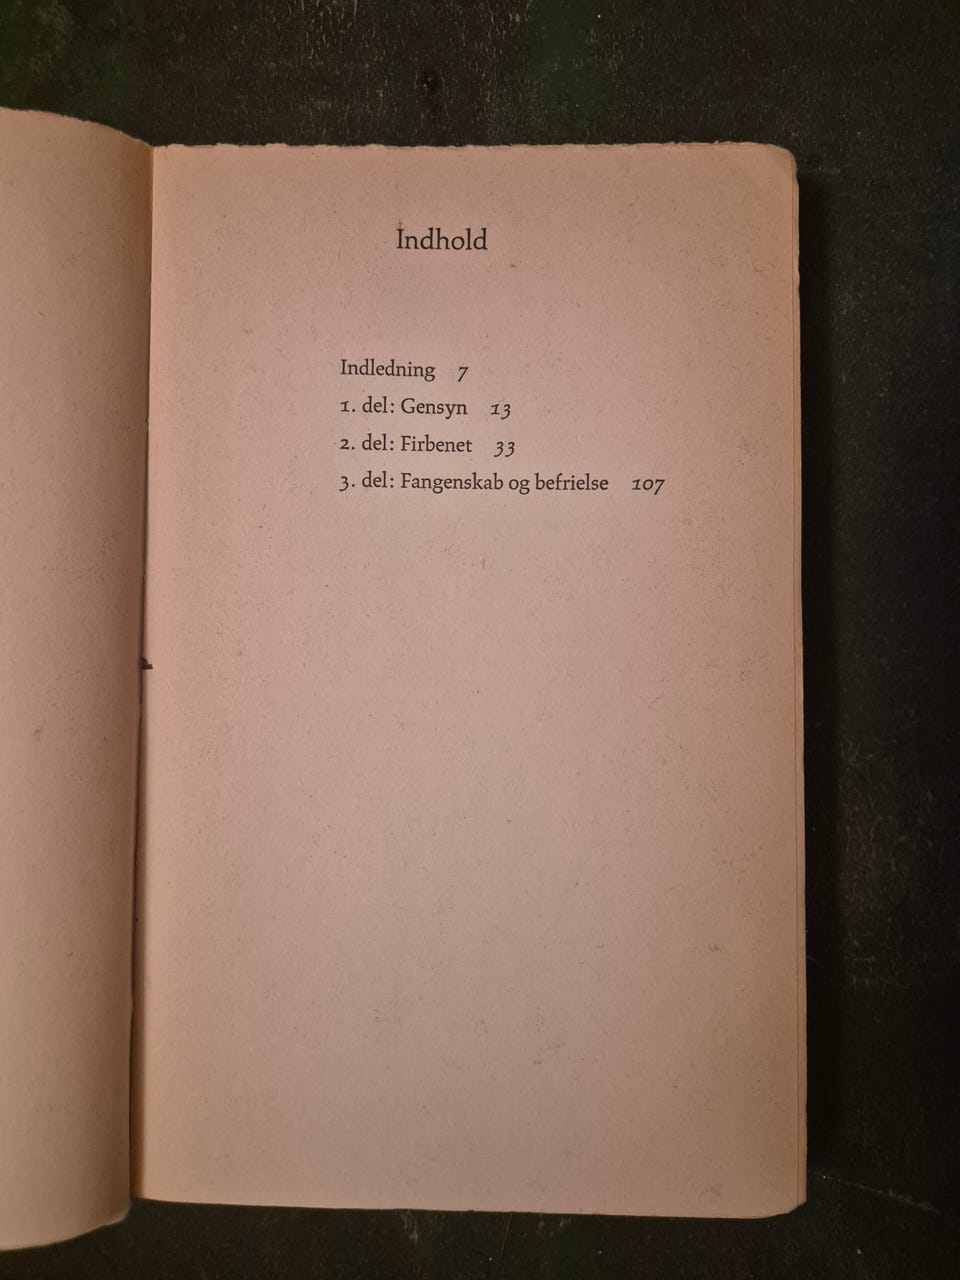 Indhold
Indledning 7
1. del: Gensyn 13
2. del: Firbenet 33
3. del: Fangenskab og befrielse 107